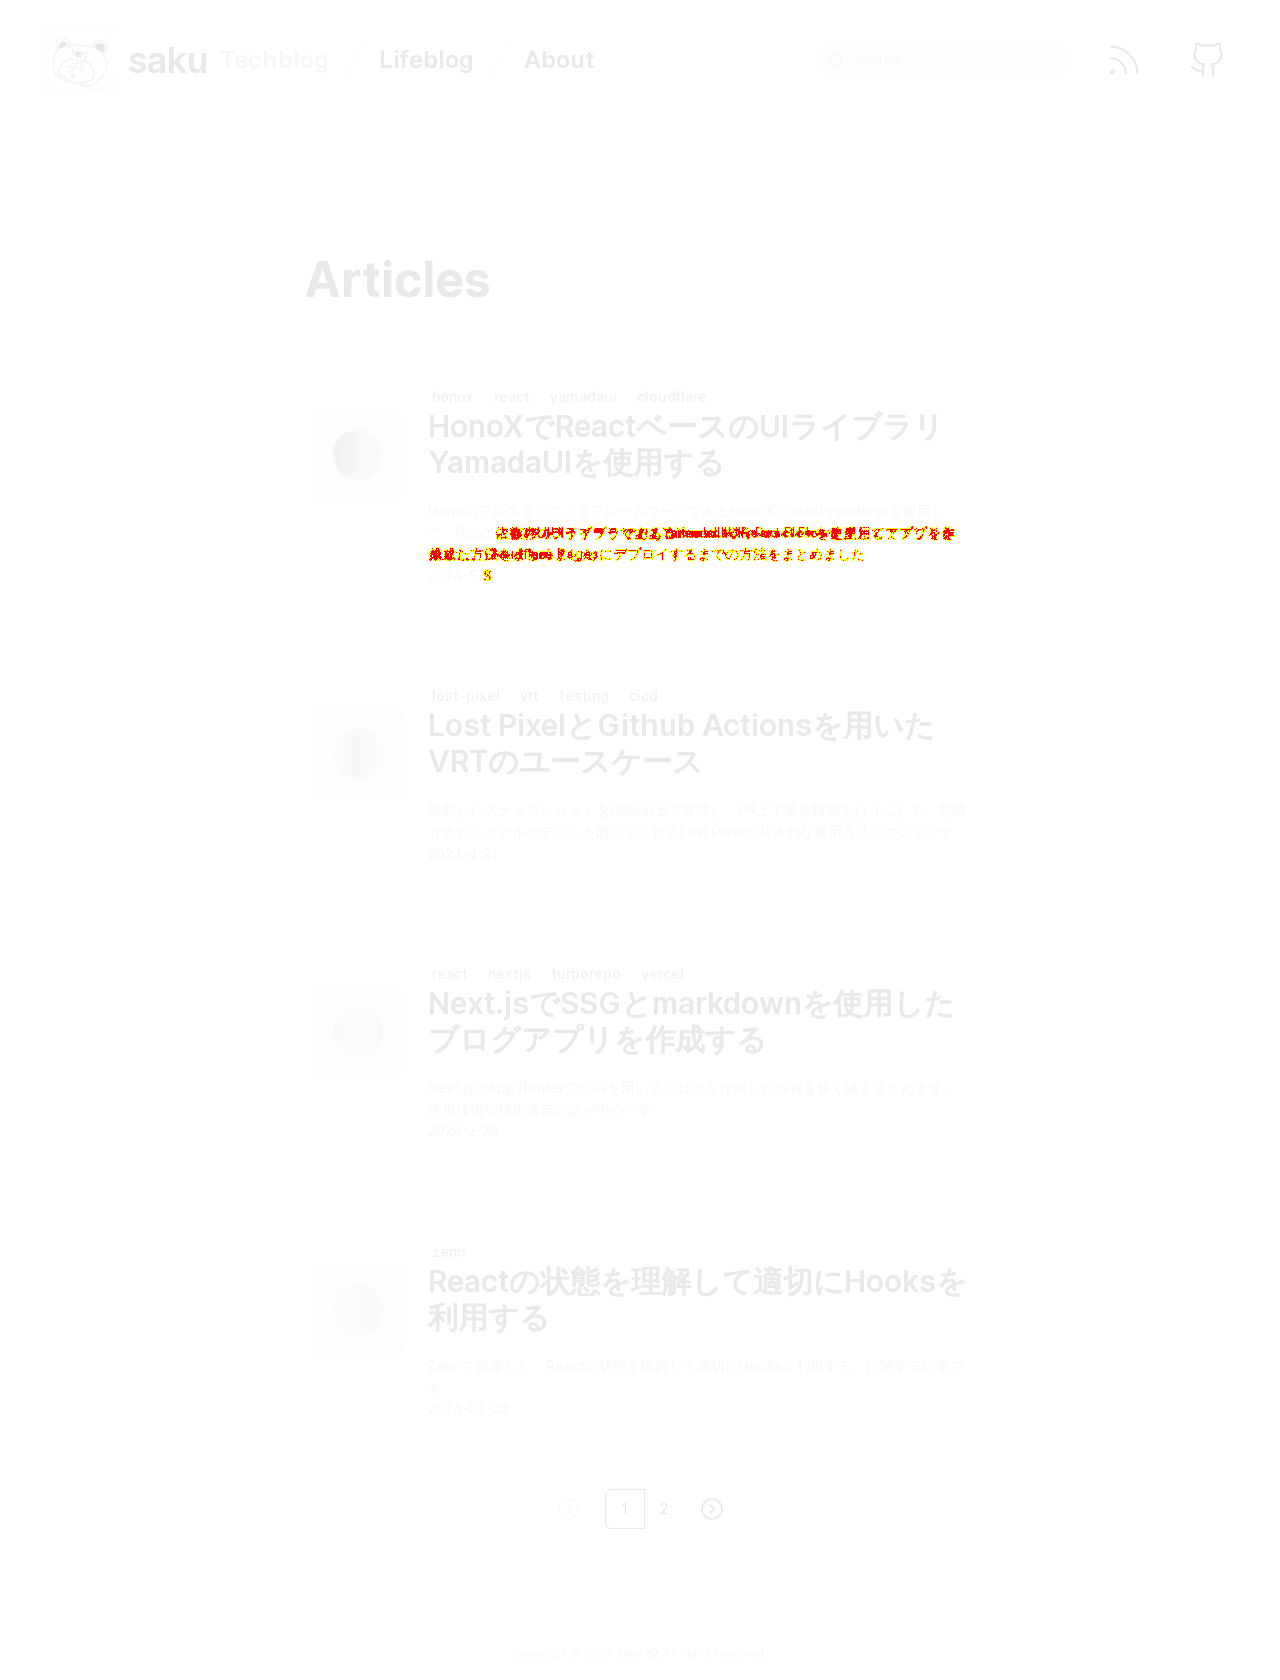 saku Techblog / Lifeblog / About
search...
Articles
honox react yamadaui cloudflare
HonoXでReactベースのUIライブラリ
YamadaUIを使用する
HonoのフルスタックメタフレームワークであるHonoXにreact-rendererを使用し
て、React
をまとめました
2024-5
lost-pixel vrt testing cicd
Lost PixelとGithub Actionsを用いた
VRTのユースケース
撮影したスナップショットをGithub上で管理し、PR上で差分検知を行うことで、意図
せぬビジュアルのデグレを防いでくれるLost Pixelの具体的な運用方法についてです
2024-4-21
react nextjs turborepo vercel
Next.jsでSSGとmarkdownを使用した
ブログアプリを作成する
Next.jsのApp RouterでSSGを用いてブログを作成した過程を軽く浅くまとめます。
使用技術や技術選定の話が中心です。
2024-2-28
zenn
Reactの状態を理解して適切にHooksを
利用する
Zennで執筆した「Reactの状態を理解して適切にHooksを利用する」に関する記事で
す
2024-02-02
1 2
Copyright © 2024 saku All rights reserved.